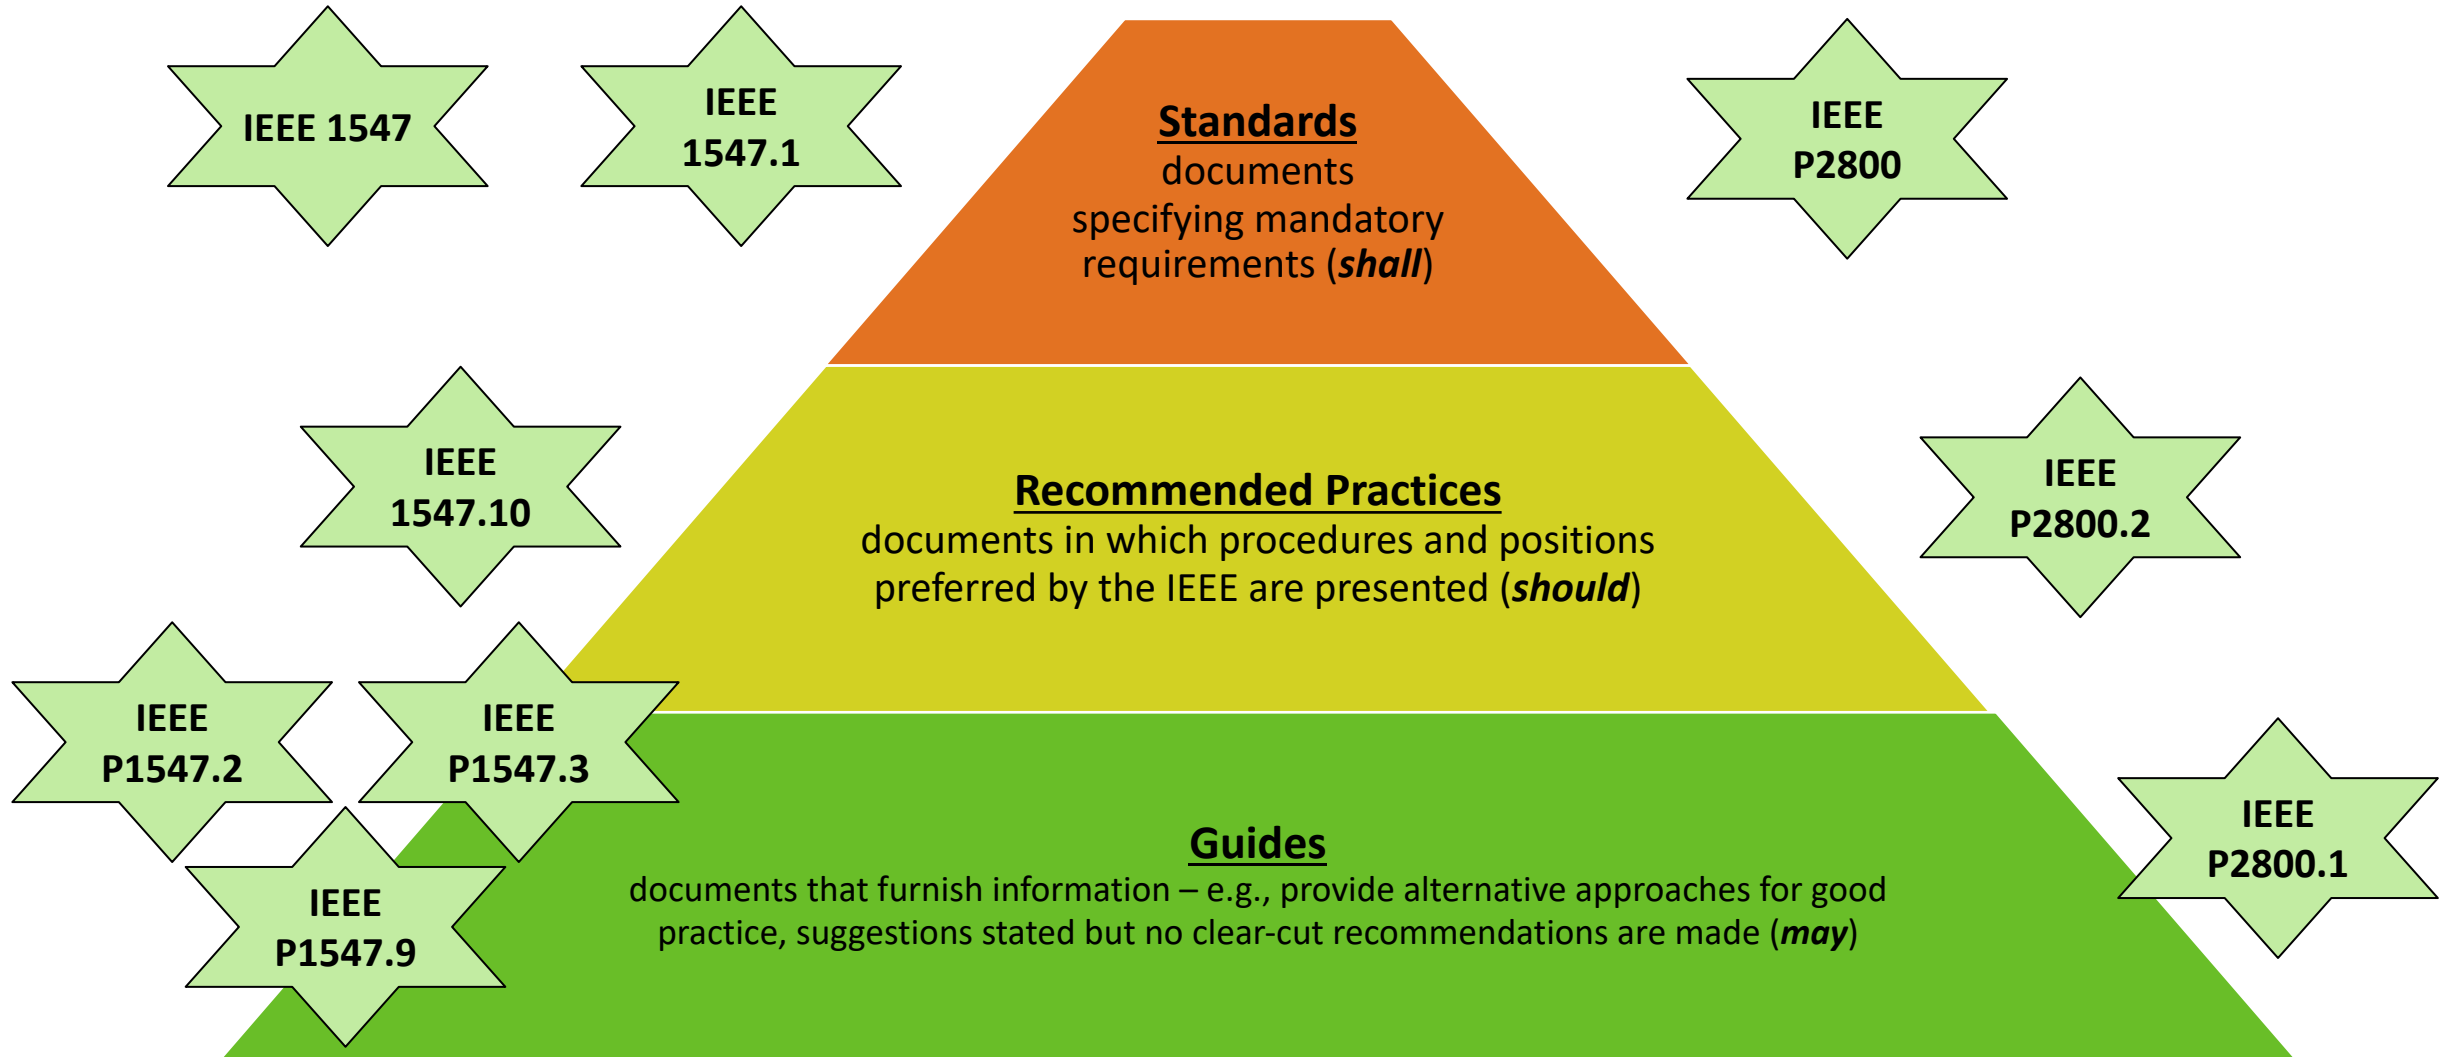 IEEE 1547
IEEE
1547.1
Standards
documents
specifying mandatory
requirements (shall)
IEEE
P2800
IEEE
1547.10
Recommended Practices
documents in which procedures and positions
preferred by the IEEE are presented (should)
IEEE
P2800.2
IEEE
P1547.2
IEEE
P1547.3
IEEE
P1547.9
Guides
documents that furnish information – e.g., provide alternative approaches for good
practice, suggestions stated but no clear-cut recommendations are made (may)
IEEE
P2800.1